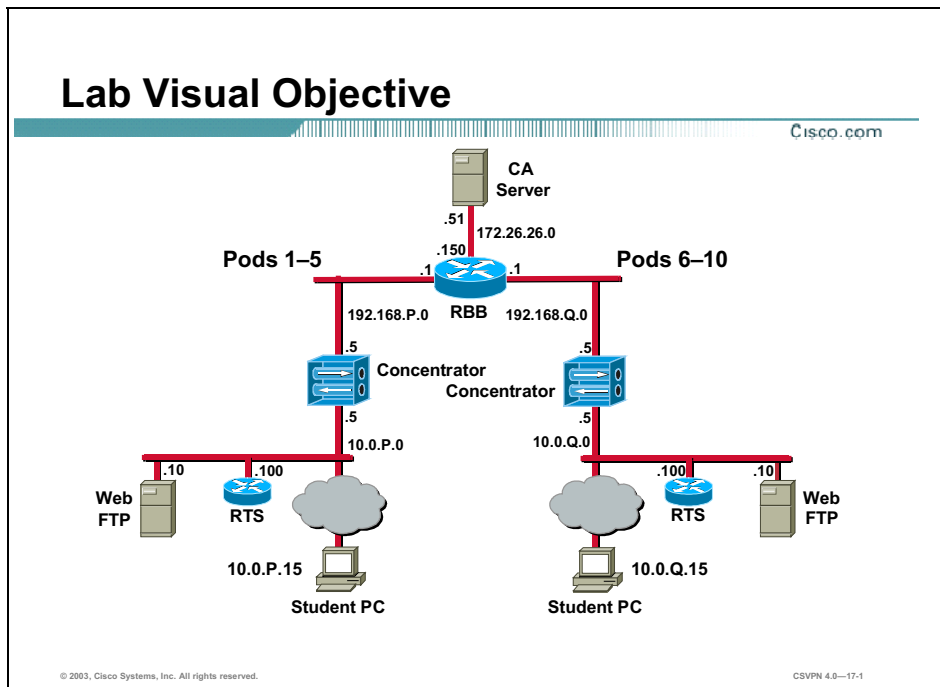 Lab Visual Objective
Cisco.com
CA
Server
.51
172.26.26.0
.150
Pods 1–5
Pods 6–10
.1
.1
RBB
192.168.P.0
192.168.Q.0
.5
.5
Concentrator
Concentrator
.5
.5
10.0.P.0
10.0.Q.0
.10
.100
.100
.10
Web
FTP
RTS
RTS
Web
FTP
10.0.P.15
10.0.Q.15
Student PC
Student PC
© 2003, Cisco Systems, Inc. All rights reserved.
CSVPN 4.0—17-1